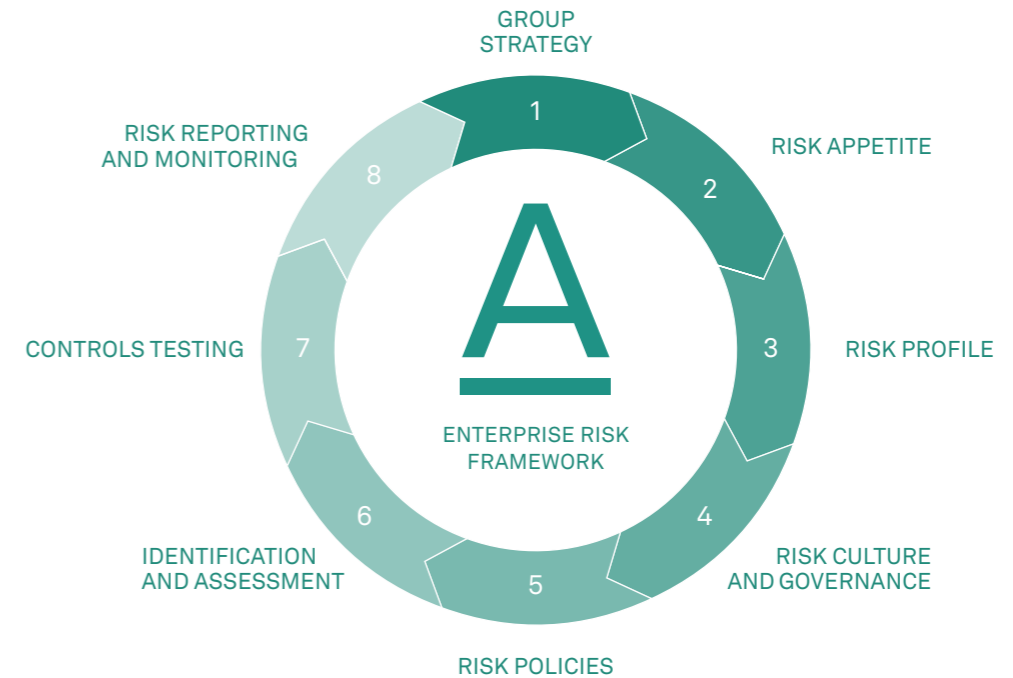 GROUP
STRATEGY
1
RISK APPETITE
2
RISK PROFILE
3
RISK CULTURE
AND GOVERNANCE
4
RISK POLICIES
5
IDENTIFICATION
AND ASSESSMENT
6
CONTROLS TESTING
7
RISK REPORTING
AND MONITORING
8
A
ENTERPRISE RISK
FRAMEWORK